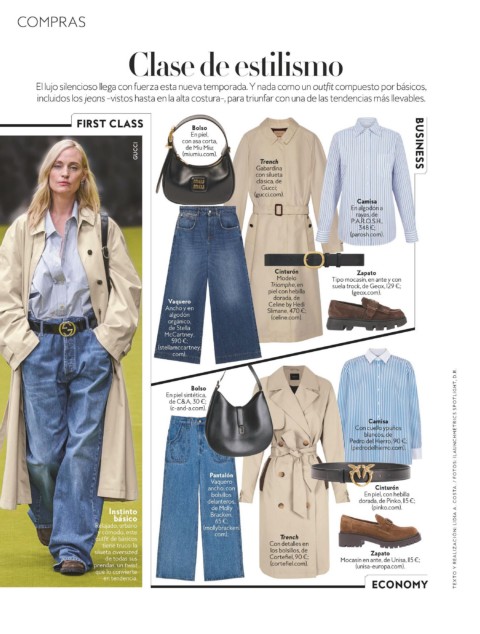 COMPRAS
Clase de estilismo
El lujo silencioso llega con fuerza esta nueva temporada. Y nada como un outfit compuesto por básicos,
incluidos los jeans –vistos hasta en la alta costura–, para triunfar con una de las tendencias más llevables.
FIRST CLASS
GUCCI
BUSINESS
Bolso
En piel,
con asa corta,
de Miu Miu
(miumiu.com).
miu
miu
Trench
Gabardina
con silueta
clásica, de
Gucci
(gucci.com).
Camisa
En algodón a
rayas, de
P.A.R.O.S.H.,
348 €;
(parosh.com).
Vaquero
Ancho y en
algodón
orgánico,
de Stella
McCartney,
590 €;
(stellamccartney.
com).
Cinturón
Modelo
Triomphe, en
piel con hebilla
dorada, de
Celine by Hedi
Slimane, 470 €;
(celine.com)
Zapato
Tipo mocasín, en ante y con
suela track, de Geox, 129 €;
(geox.com).
Instinto
básico
en tendencia.
Bolso
En piel sintética,
de C&A, 30 €;
(c-and-a.com).
Pantalón
Vaquero
ancho, con
bolsillos
delanteros,
de Molly
Bracken,
65 €;
(mollybracken.
com).
Trench
Con detalles en
los bolsillos, de
Cortefiel, 90 €;
(cortefiel.com).
Camisa
Con cuello y puños
blancos, de
Pedro del Hierro, 90 €;
(pedrodelhierro.com).
Cinturón
En piel, con hebilla
dorada, de Pinko, 115 €;
(pinko.com).
Zapato
Mocasín en ante, de Unisa, 115 €;
(unisa-europa.com).
ECONOMY
TEXTO Y REALIZACIÓN: LIGIA A. COSTA / FOTOS: LAUNCHMETRICS SPOTLIGHT, D.R.